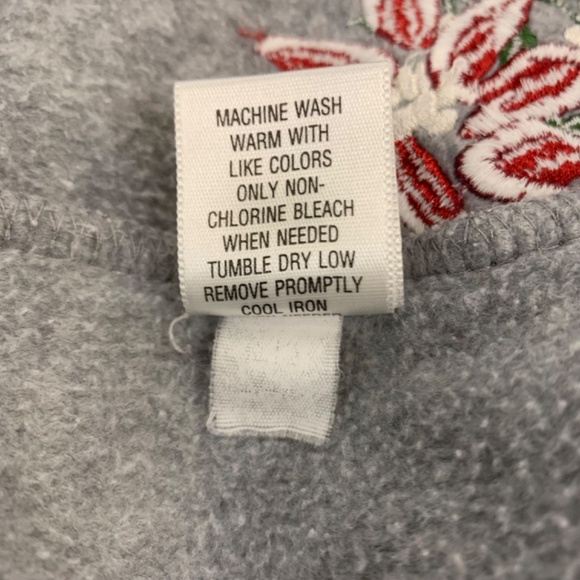 MACHINE WASH
WARM WITH
LIKE COLORS
ONLY NON-
CHLORINE BLEACH
WHEN NEEDED
TUMBLE DRY LOW
REMOVE PROMPTLY
COOL IRON